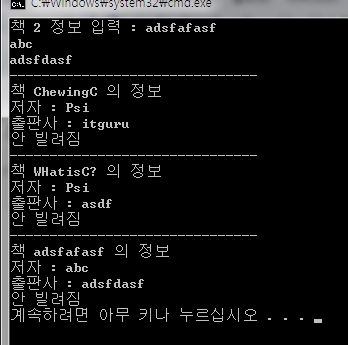 C:\Windows\system32\cmd.exe
책 2 정보 입력 : adsfafasf
abc
adsfdasf
------------------------------
책 ChewingC 의 정보
저자 : Psi
출판사 : itguru
안 빌려짐
------------------------------
책 WHatisC? 의 정보
저자 : Psi
출판사 : asdf
안 빌려짐
------------------------------
책 adsfafasf 의 정보
저자 : abc
출판사 : adsfdasf
안 빌려짐
계속하려면 아무 키나 누르십시오 . . .